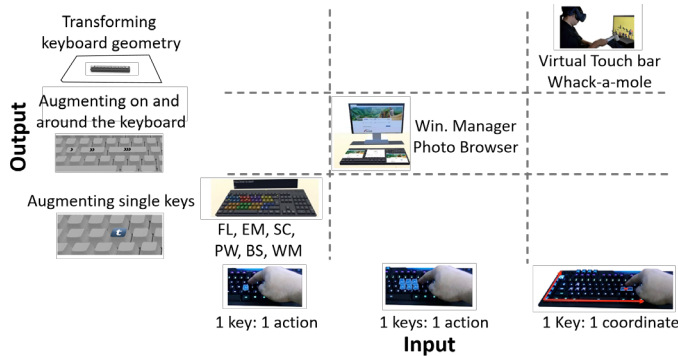 Transforming
keyboard geometry
Virtual Touch bar
Whack-a-mole
Augmenting on and
around the keyboard
Win. Manager
Photo Browser
Output
Augmenting single keys
t
FL, EM, SC,
PW, BS, WM
1 key: 1 action
1 keys: 1 action
1 Key: 1 coordinate
Input